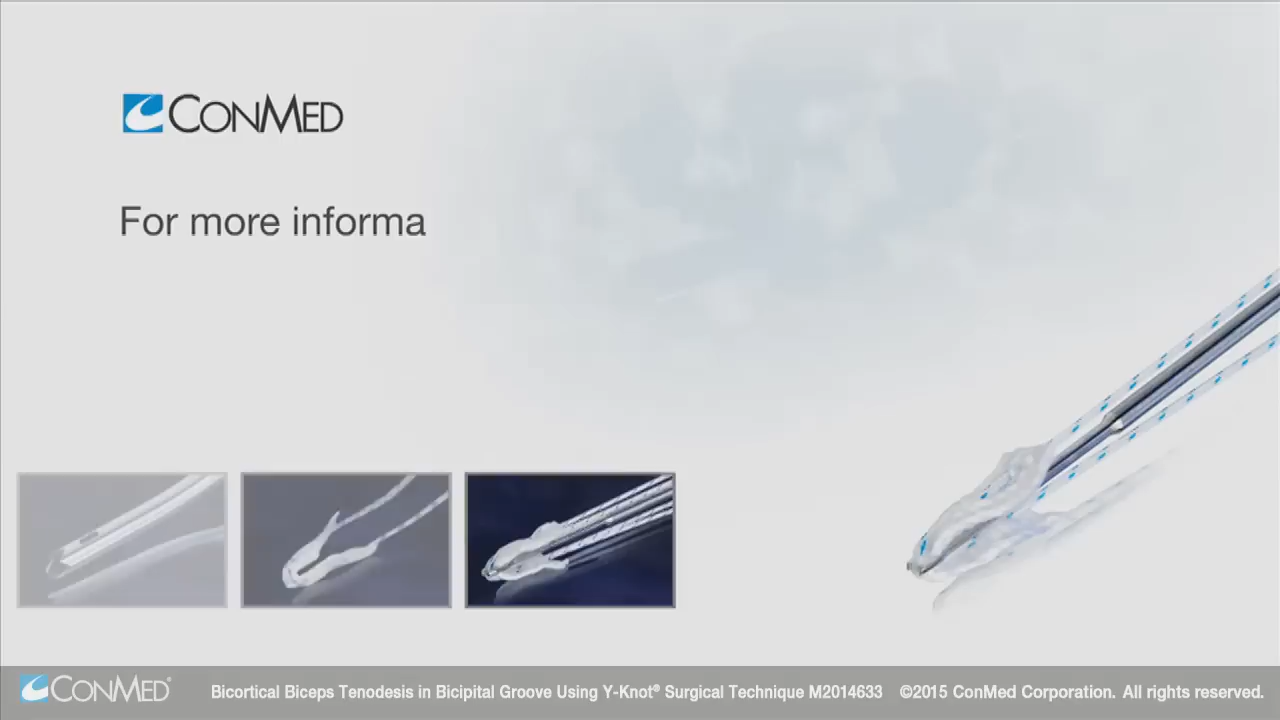 CONMED
For more informa
CONMED® Bicortical Biceps Tenodesis in Bicipital Groove Using Y-Knot® Surgical Technique M2014633 ©2015 ConMed Corporation. All rights reserved.